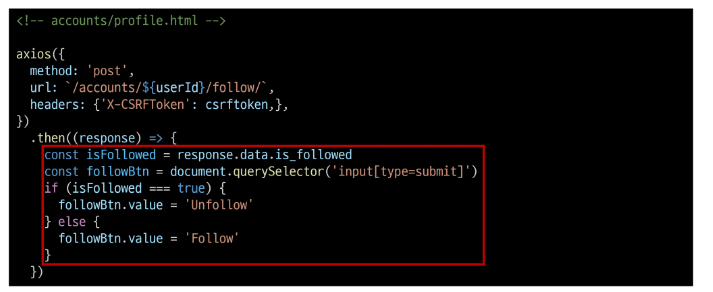 <!-- accounts/profile.html -->
axios({
  method: 'post',
  url: `/accounts/${userId}/follow/`,
  headers: {'X-CSRFToken': csrftoken,},
})
  .then((response) => {
    const isFollowed = response.data.is_followed
    const followBtn = document.querySelector('input[type=submit]')
    if (isFollowed === true) {
      followBtn.value = 'Unfollow'
    } else {
      followBtn.value = 'Follow'
    }
  })